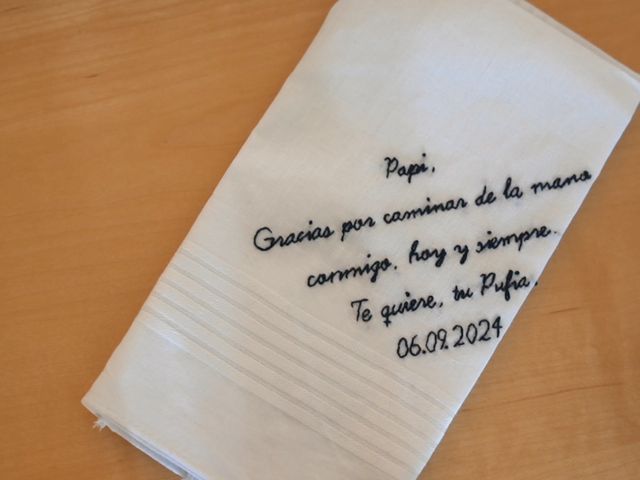 Papi,
Gracias por caminar de la mano
conmigo, hoy y siempre.
Te quiere, tu Pufia.
06.09.2024